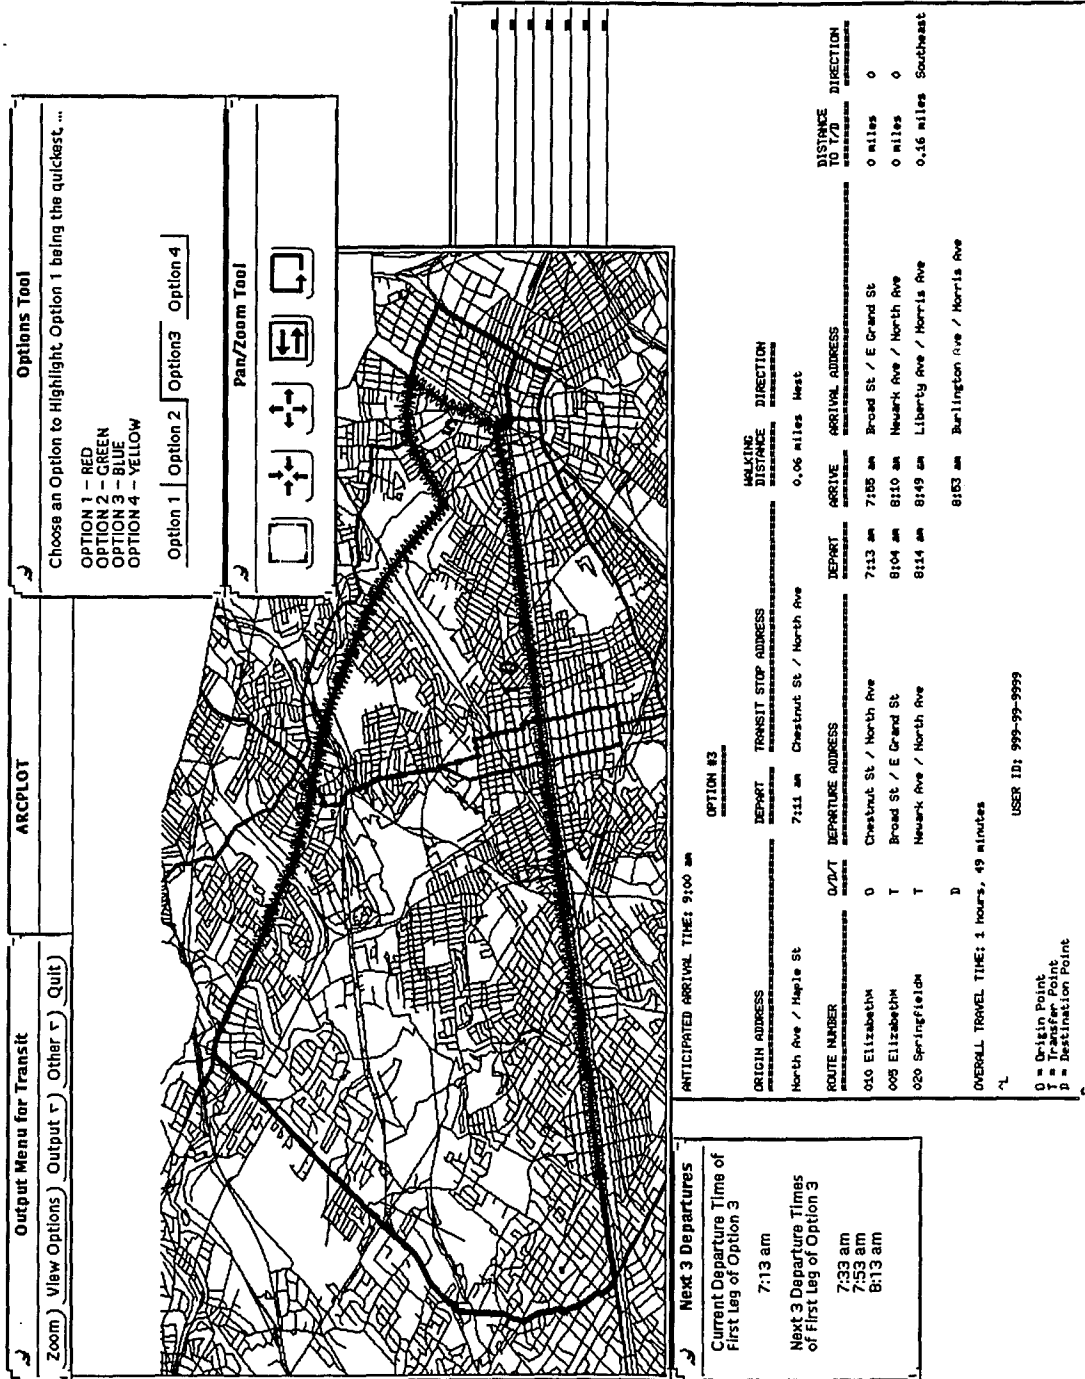 Output Menu for Transit
Zoom View Options Output Other Quit
ARCPLOT
Options Tool
Choose an Option to Highlight, Option 1 being the quickest, ...
OPTION 1 - RED
OPTION 2 - GREEN
OPTION 3 - BLUE
OPTION 4 - YELLOW
Option 1 Option 2 Option3 Option 4
Pan/Zoom Tool
5
Next 3 Departures
Current Departure Time of
First Leg of Option 3
7:13 am
Next 3 Departure Times
of First Leg of Option 3
7:33 am
7:53 am
8:13 am
ANTICIPATED ARRIVAL TIME: 9:00 am
OPTION #3
WALKING
ORIGIN ADDRESS DEPART TRANSIT STOP ADDRESS DISTANCE DIRECTION
North Ave / Maple St 7:11 am Chestnut St / North Ave 0.06 miles West
DISTANCE
ROUTE NUMBER O/D/T DEPARTURE ADDRESS DEPART ARRIVE ARRIVAL ADDRESS TO T/D DIRECTION
010 Elizabeth* O Chestnut St / North Ave 7:13 am 7:55 am Broad St / E Grand St 0 miles 0
005 Elizabeth* T Broad St / E Grand St 8:04 am 8:10 am Newark Ave / North Ave 0 miles 0
020 Springfield* T Newark Ave / North Ave 8:14 am 8:49 am Liberty Ave / Morris Ave 0.16 miles Southeast
D 8:53 am Burlington Ave / Morris Ave
OVERALL TRAVEL TIME: 1 hours, 49 minutes
USER ID: 999-99-9999
^L
O = Origin Point
T = Transfer Point
D = Destination Point